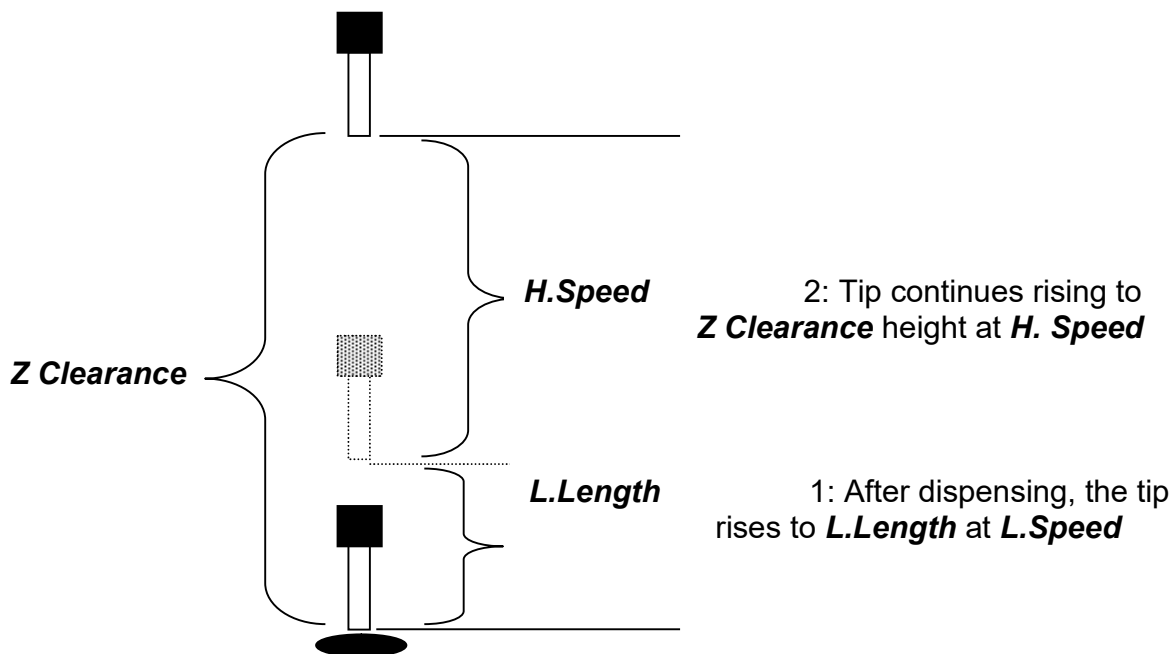 H.Speed
2: Tip continues rising to
Z Clearance height at H. Speed
Z Clearance
L.Length
1: After dispensing, the tip
rises to L.Length at L.Speed